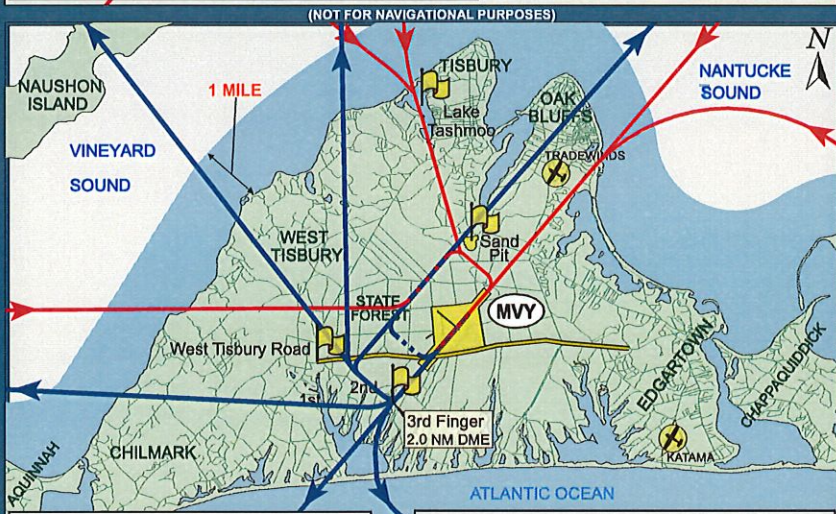 (NOT FOR NAVIGATIONAL PURPOSES)
N
NAUSHON
ISLAND
1 MILE
TISBURY
Lake
Tashmoo
OAK
BLUFFS
NANTUCKE
SOUND
VINEYARD
SOUND
TRADEWINDS
WEST
TISBURY
Sand
Pit
STATE
FOREST
MVY
West Tisbury Road
EDGARTOWN
CHAPPAQUIDDICK
1st
2nd
3rd Finger
2.0 NM DME
CHILMARK
AQUINNAH
KATAMA
ATLANTIC OCEAN